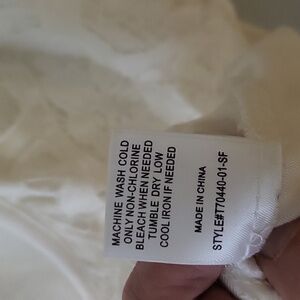 MACHINE WASH COLD
ONLY NON-CHLORINE
BLEACH WHEN NEEDED
TUMBLE DRY LOW
COOL IRON IF NEEDED
MADE IN CHINA
STYLE#T70440-01-SF